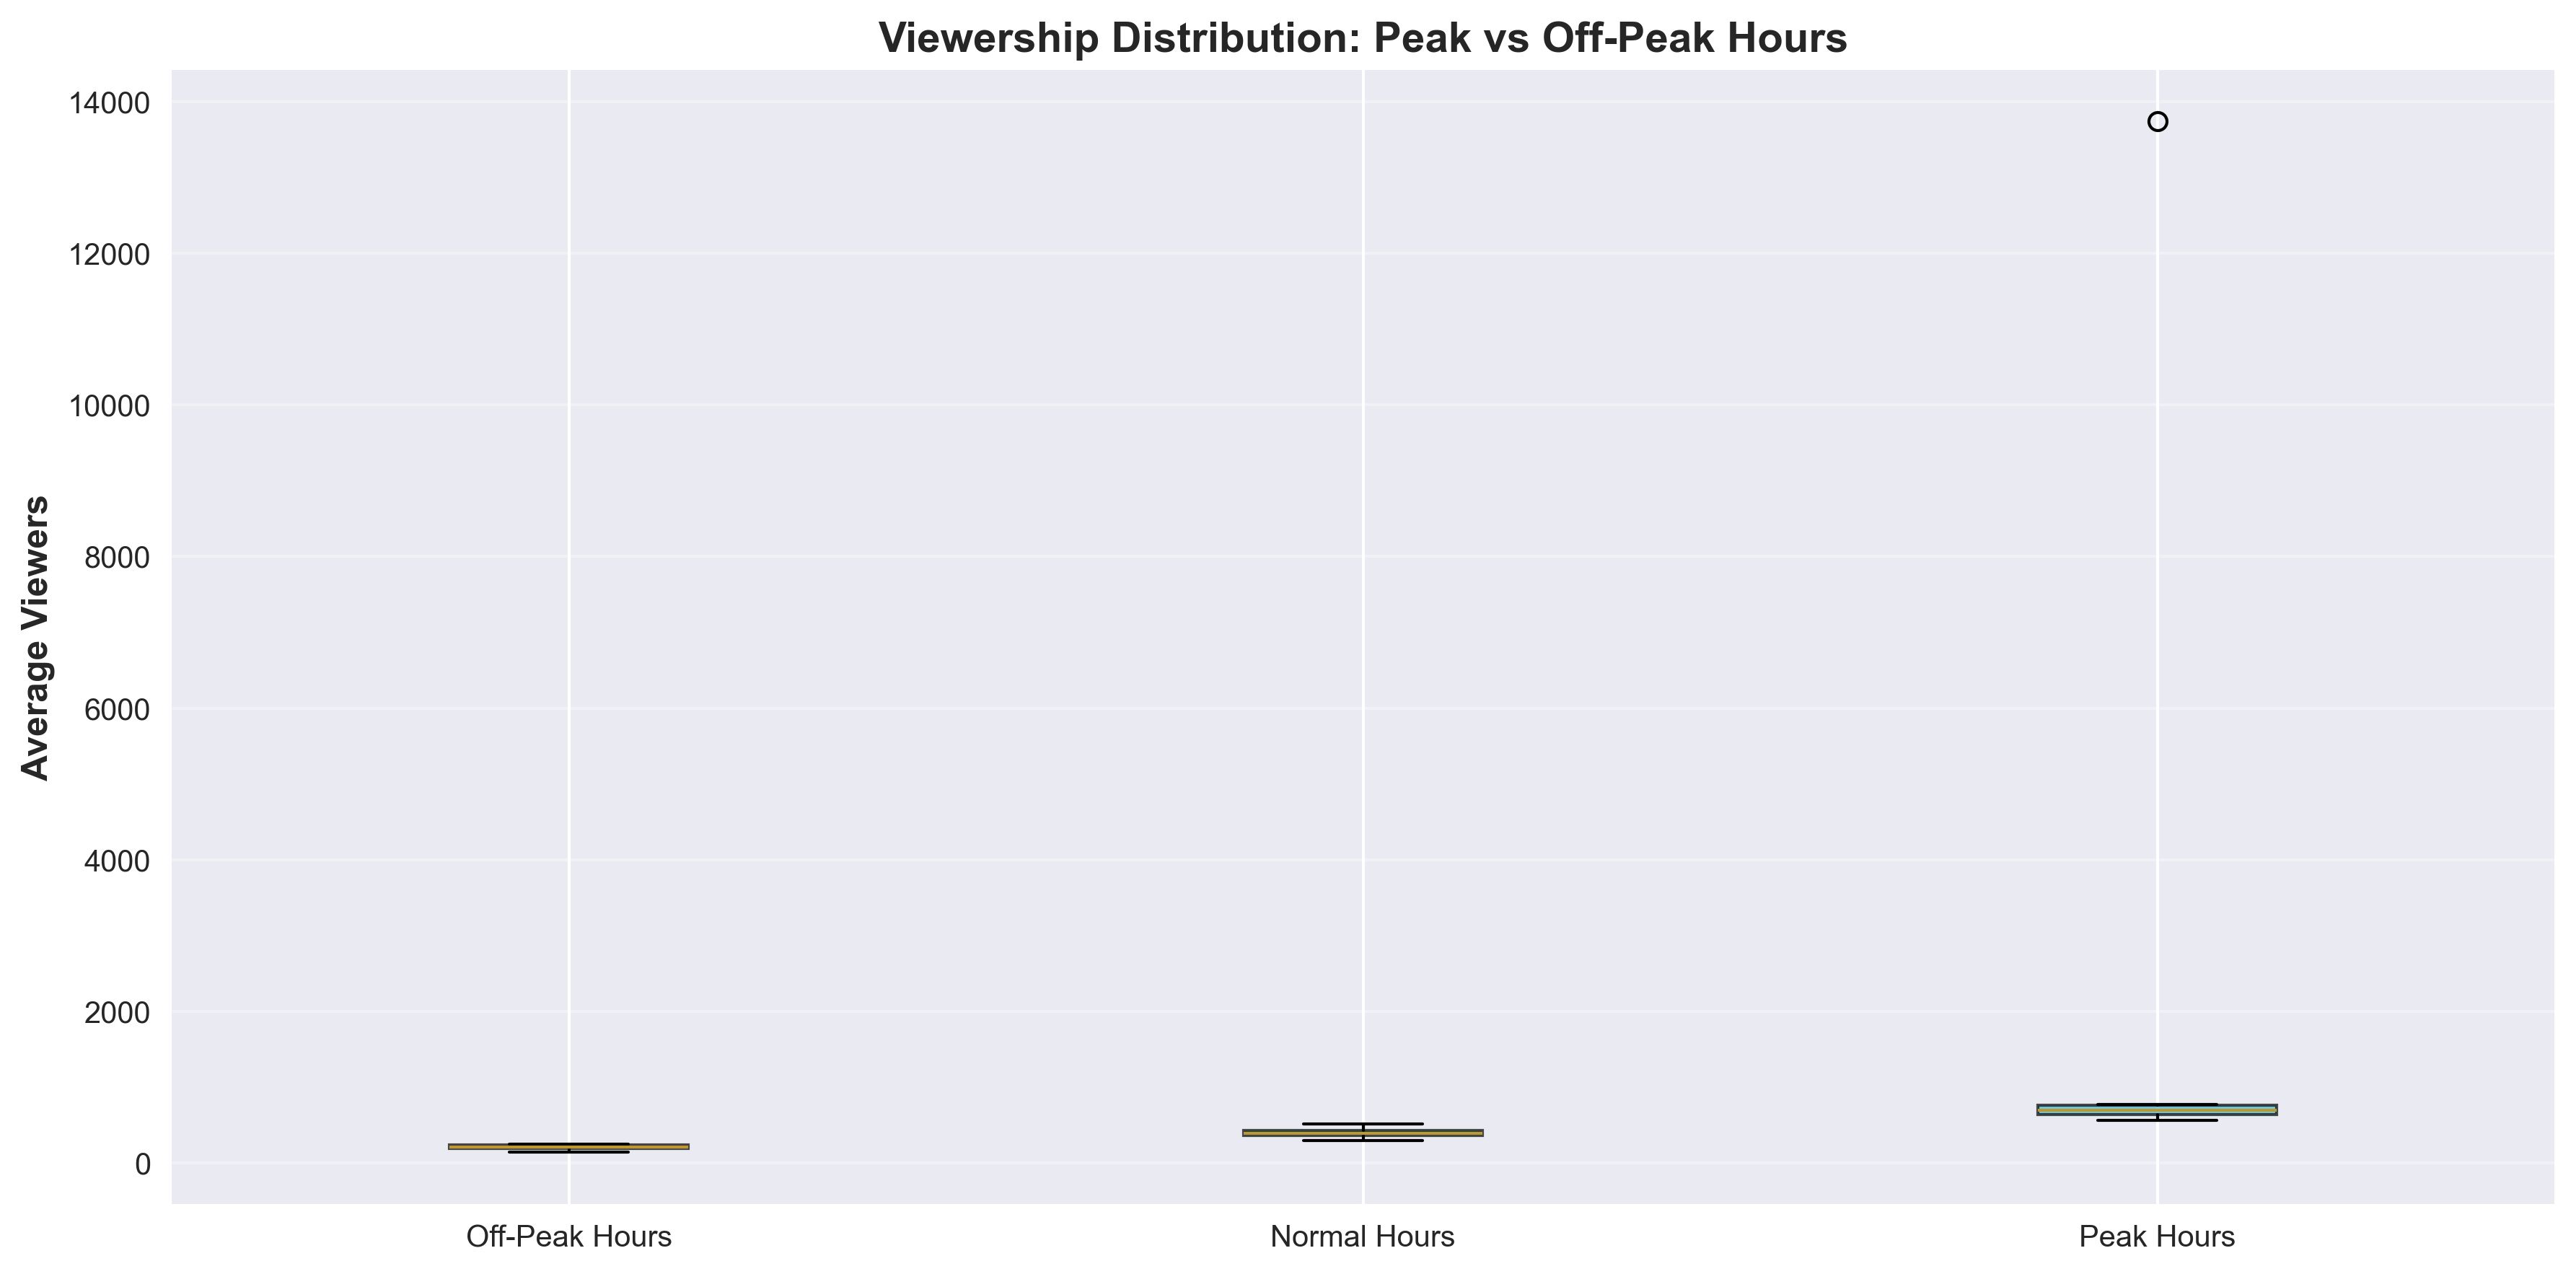 Viewership Distribution: Peak vs Off-Peak Hours
Average Viewers
14000
12000
10000
8000
6000
4000
2000
0
Off-Peak Hours
Normal Hours
Peak Hours